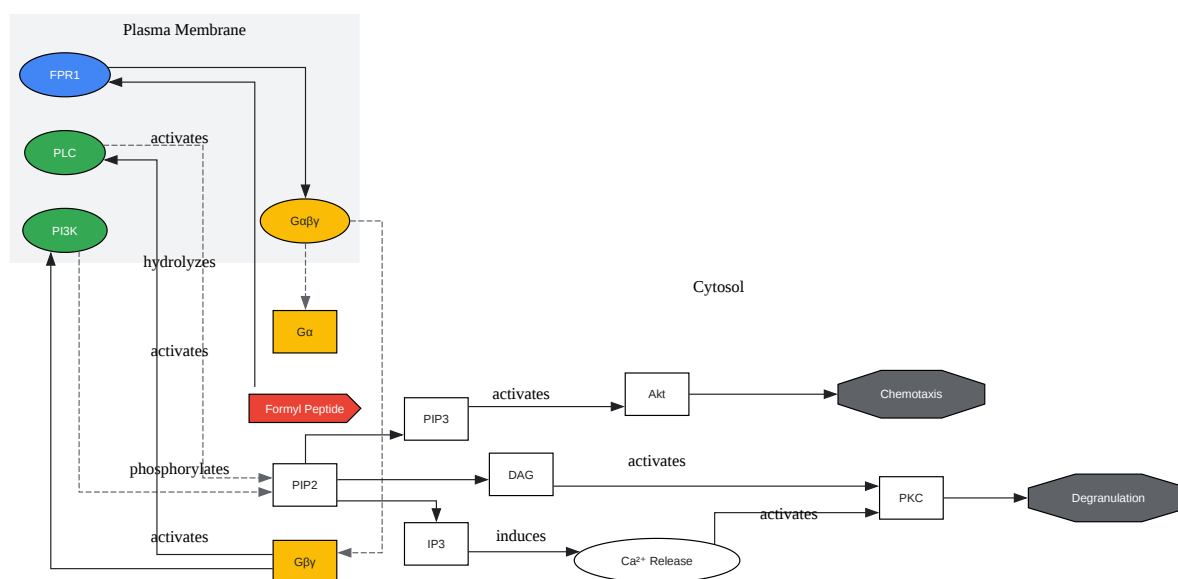 Plasma Membrane
FPR1
activates
PLC
PI3K
Gαβγ
hydrolyzes
Cytosol
Gα
activates
Formyl Peptide
PIP3
activates
Akt
Chemotaxis
phosphorylates
PIP2
DAG
activates
PKC
Degranulation
activates
Gβγ
IP3
induces
Ca²⁺ Release
activates